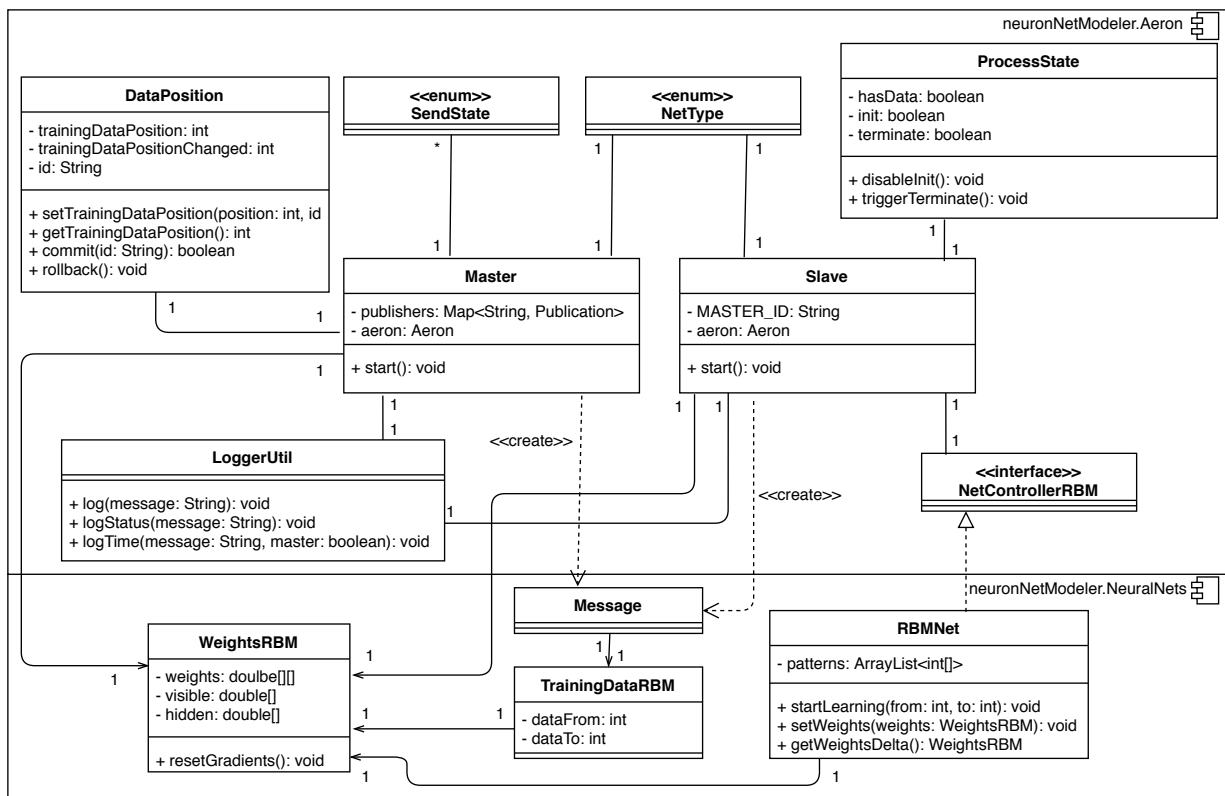 neuronNetModeler.Aeron
DataPosition
- trainingDataPosition: int
- trainingDataPositionChanged: int
- id: String
+ setTrainingDataPosition(position: int, id
+ getTrainingDataPosition(): int
+ commit(id: String): boolean
+ rollback(): void
<<enum>>
SendState
<<enum>>
NetType
ProcessState
- hasData: boolean
- init: boolean
- terminate: boolean
+ disableInit(): void
+ triggerTerminate(): void
*
1
1
1
1
1
1
1
1
Master
- publishers: Map<String, Publication>
- aeron: Aeron
+ start(): void
Slave
- MASTER_ID: String
- aeron: Aeron
+ start(): void
1
1
1
1
1
1
1
1
1
<<create>>
<<create>>
LoggerUtil
+ log(message: String): void
+ logStatus(message: String): void
+ logTime(message: String, master: boolean): void
1
<<interface>>
NetControllerRBM
neuronNetModeler.NeuralNets
Message
1
1
WeightsRBM
- weights: doulbe[][]
- visible: double[]
- hidden: double[]
+ resetGradients(): void
1
1
1
1
1
TrainingDataRBM
- dataFrom: int
- dataTo: int
RBMNet
- patterns: ArrayList<int[]>
+ startLearning(from: int, to: int): void
+ setWeights(weights: WeightsRBM): void
+ getWeightsDelta(): WeightsRBM
1